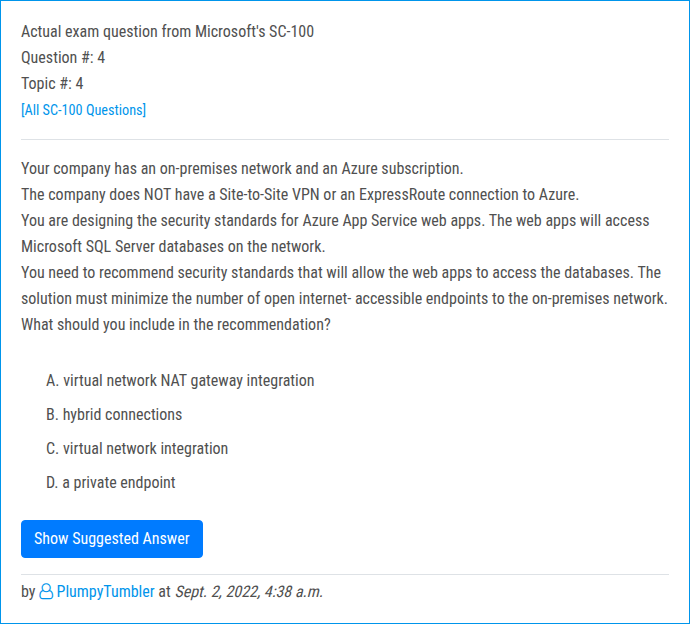 Actual exam question from Microsoft's SC-100
Question #: 4
Topic #: 4
[All SC-100 Questions]
Your company has an on-premises network and an Azure subscription.
The company does NOT have a Site-to-Site VPN or an ExpressRoute connection to Azure.
You are designing the security standards for Azure App Service web apps. The web apps will access
Microsoft SQL Server databases on the network.
You need to recommend security standards that will allow the web apps to access the databases. The
solution must minimize the number of open internet- accessible endpoints to the on-premises network.
What should you include in the recommendation?
A. virtual network NAT gateway integration
B. hybrid connections
C. virtual network integration
D. a private endpoint
Show Suggested Answer
by PlumpyTumbler at Sept. 2, 2022, 4:38 a.m.